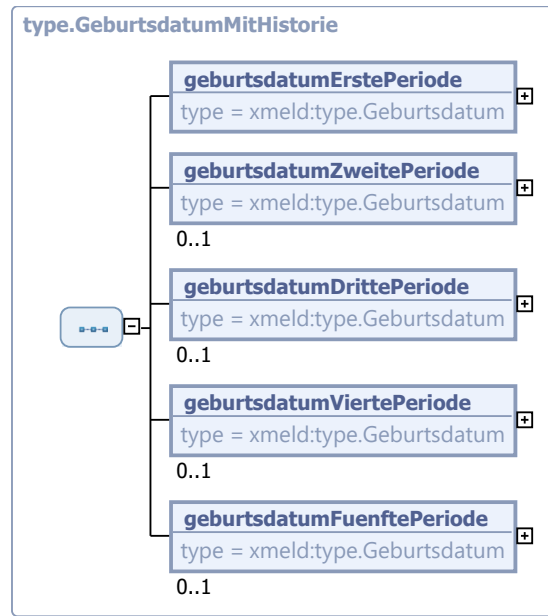 type.GeburtsdatumMitHistorie
geburtsdatumErstePeriode
type = xmeld:type.Geburtsdatum
geburtsdatumZweitePeriode
type = xmeld:type.Geburtsdatum
0..1
geburtsdatumDrittePeriode
type = xmeld:type.Geburtsdatum
0..1
geburtsdatumViertePeriode
type = xmeld:type.Geburtsdatum
0..1
geburtsdatumFuenftePeriode
type = xmeld:type.Geburtsdatum
0..1